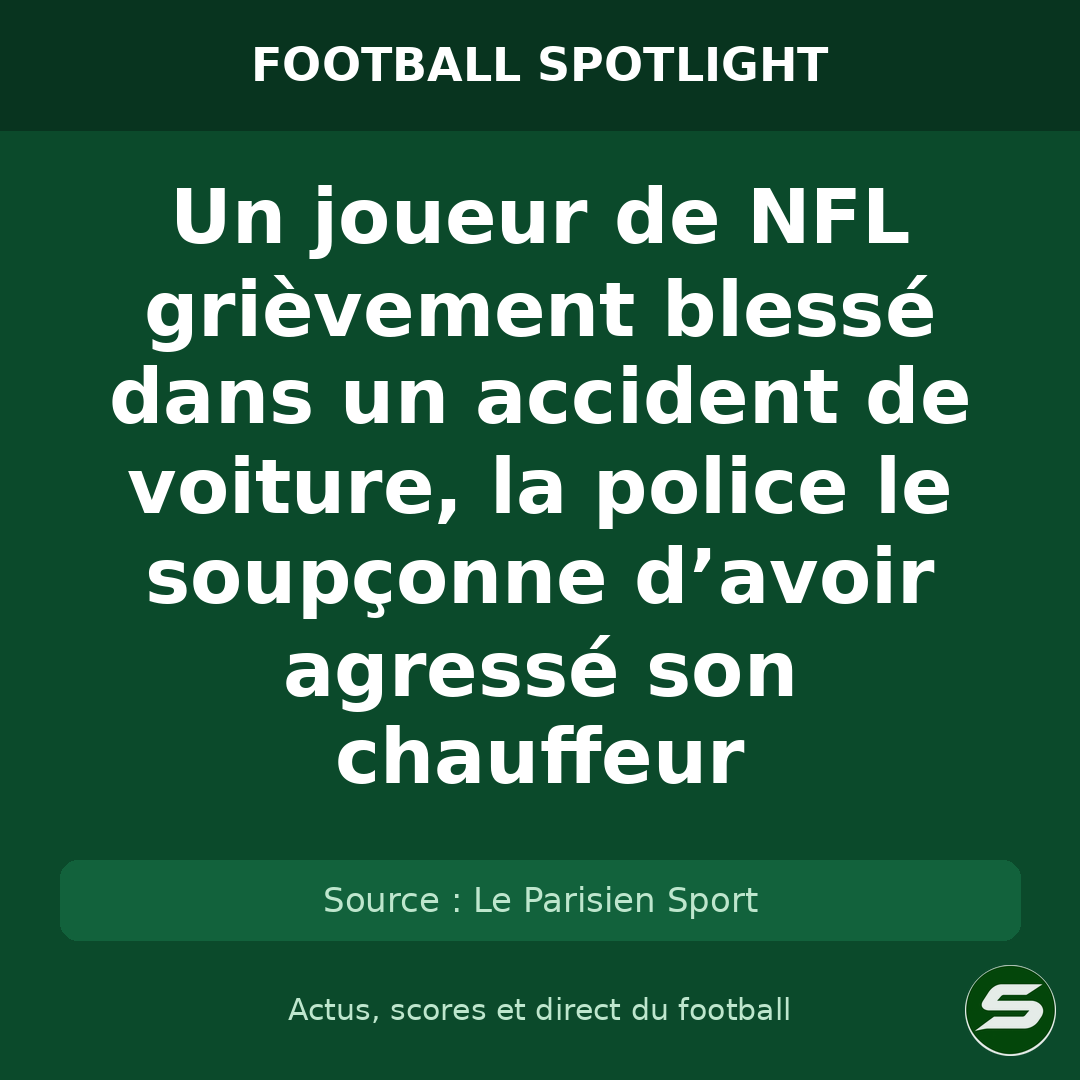 FOOTBALL SPOTLIGHT
Un joueur de NFL
grièvement blessé
dans un accident de
voiture, la police le
soupçonne d’avoir
agressé son
chauffeur
Source : Le Parisien Sport
Actus, scores et direct du football
S